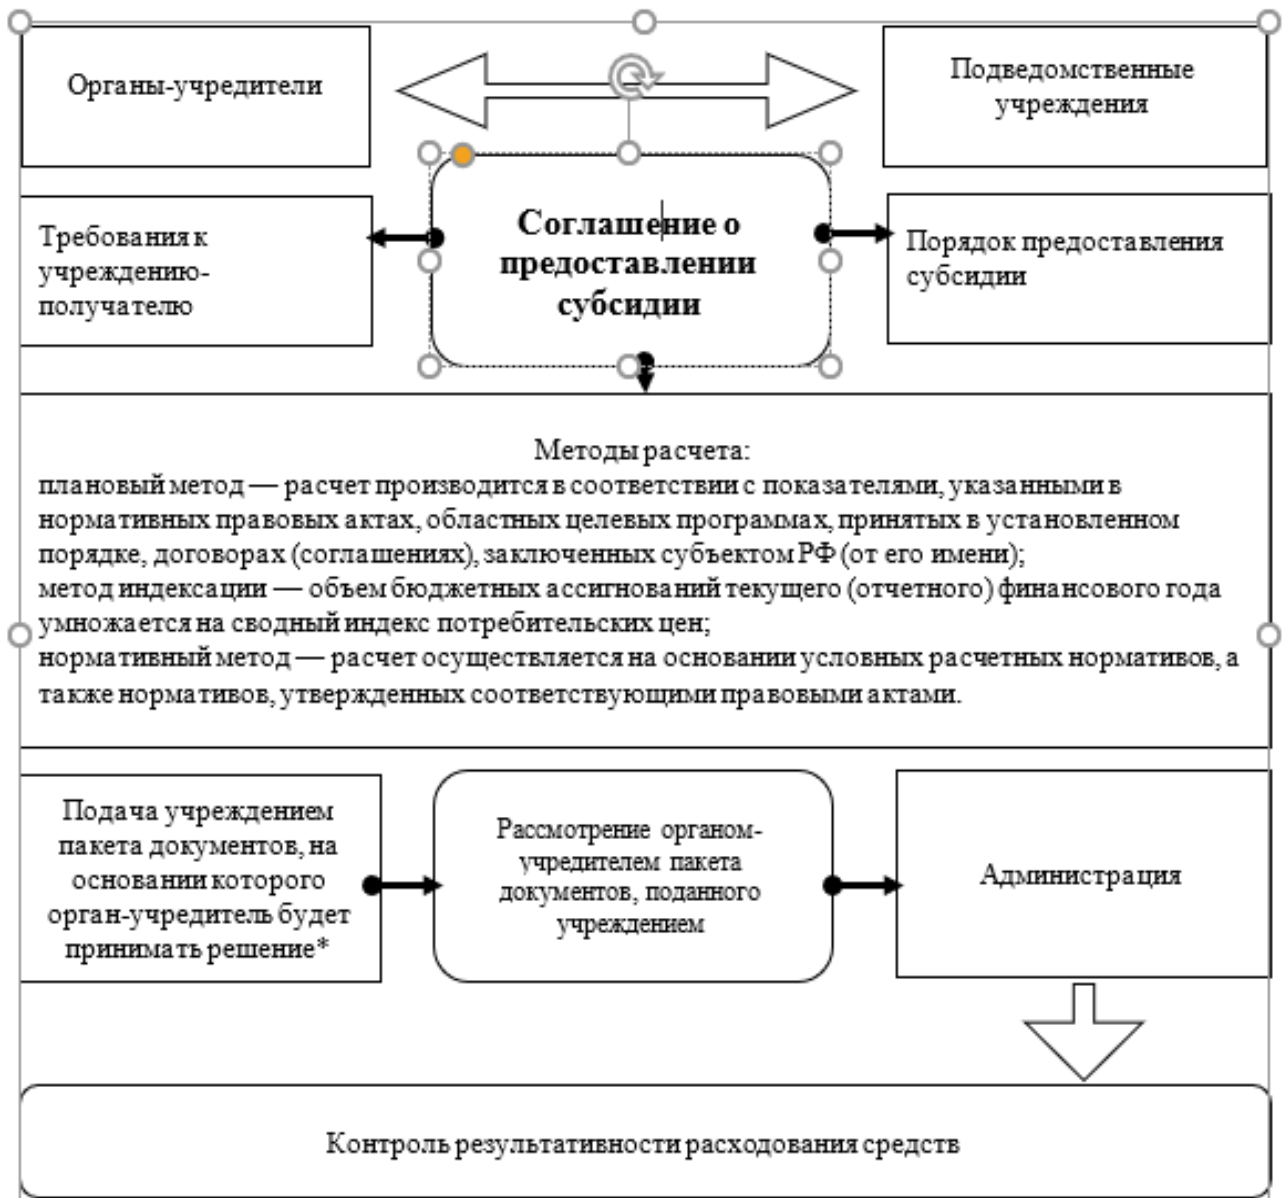 Органы-учредители
Подведомственные
учреждения
Требования к
учреждению-
получателю
Соглашение о
предоставлении
субсидии
Порядок предоставления
субсидии
Методы расчета:
плановый метод — расчет производится в соответствии с показателями, указанными в
нормативных правовых актах, областных целевых программах, принятых в установленном
порядке, договорах (соглашениях), заключенных субъектом РФ (от его имени);
метод индексации — объем бюджетных ассигнований текущего (отчетного) финансового года
умножается на сводный индекс потребительских цен;
нормативный метод — расчет осуществляется на основании условных расчетных нормативов, а
также нормативов, утвержденных соответствующими правовыми актами.
Подача учреждением
пакета документов, на
основании которого
орган-учредитель будет
принимать решение*
Рассмотрение органом-
учредителем пакета
документов, поданного
учреждением
Администрация
Контроль результативности расходования средств